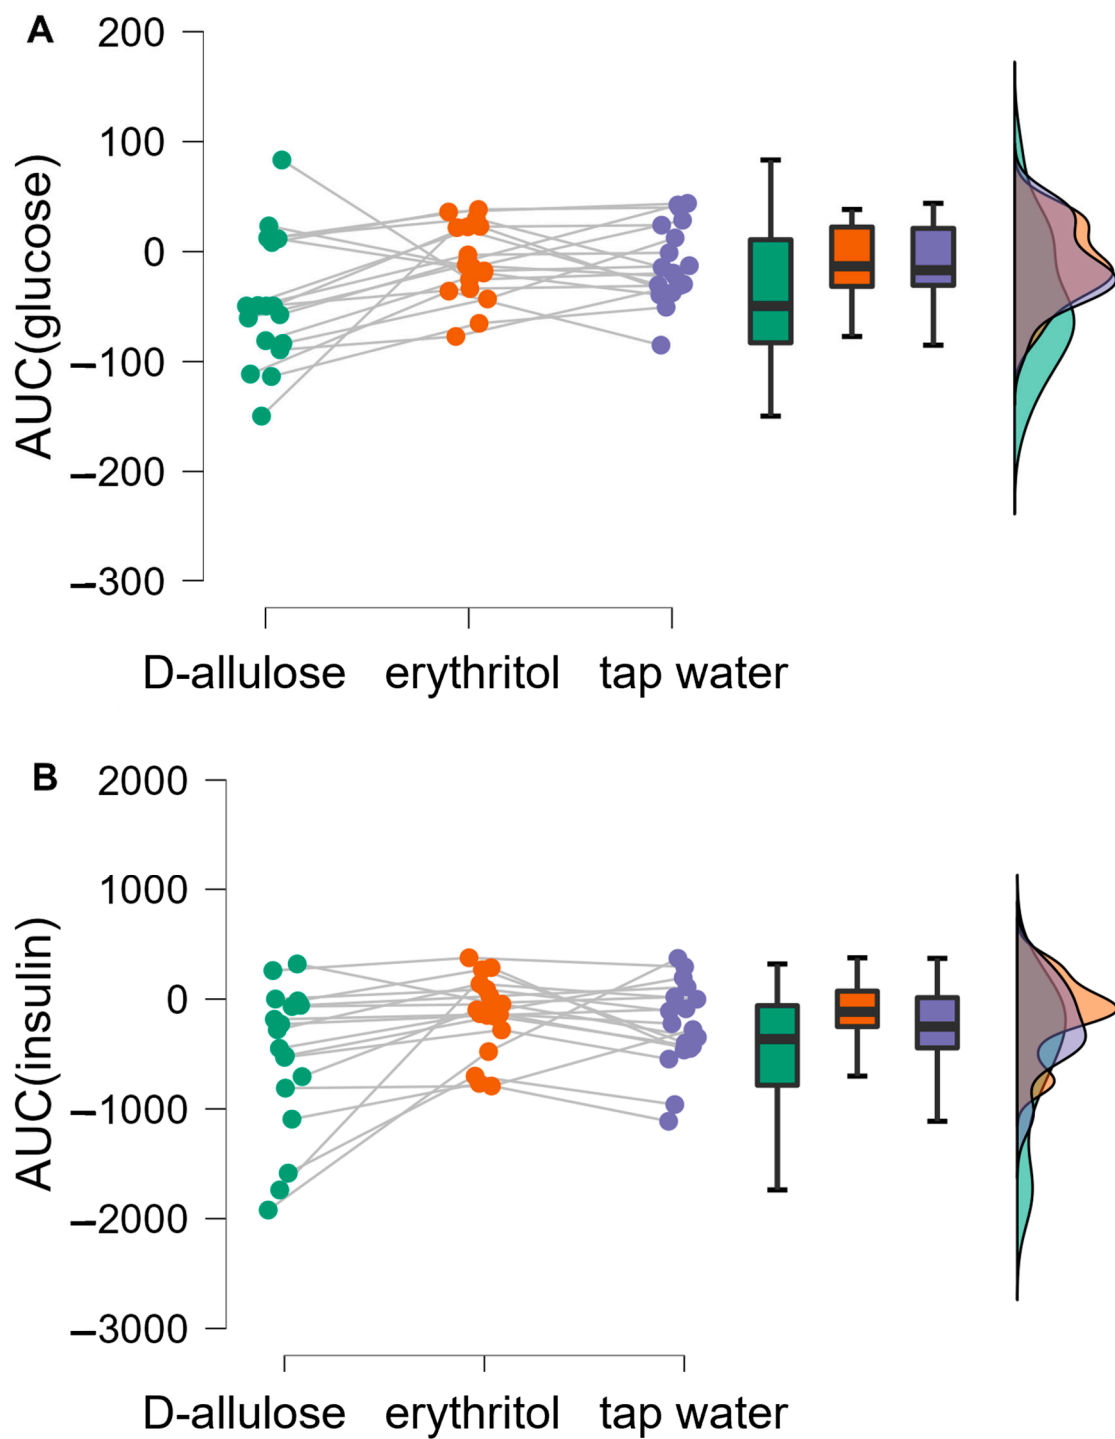 A
200
100
0
−100
−200
−300
AUC(glucose)
D-allulose erythritol tap water
B
2000
1000
0
−1000
−2000
−3000
AUC(insulin)
D-allulose erythritol tap water